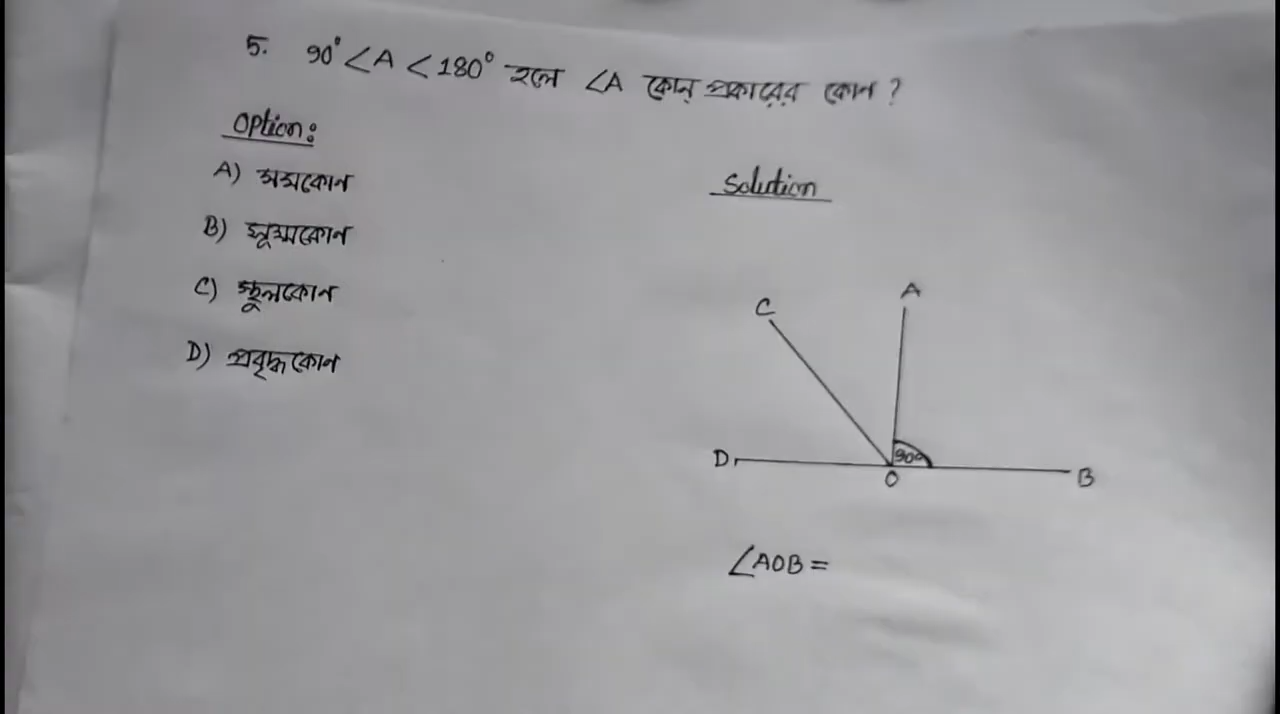 5. 90° < A < 180° হলে ∠A কোন্ প্রকারের কোন ?
Option:
A) সমকোন
B) সূক্ষ্মকোন
C) স্থূলকোন
D) প্রবৃদ্ধকোন
Solution
A
C
90°
D
O
B
∠AOB =